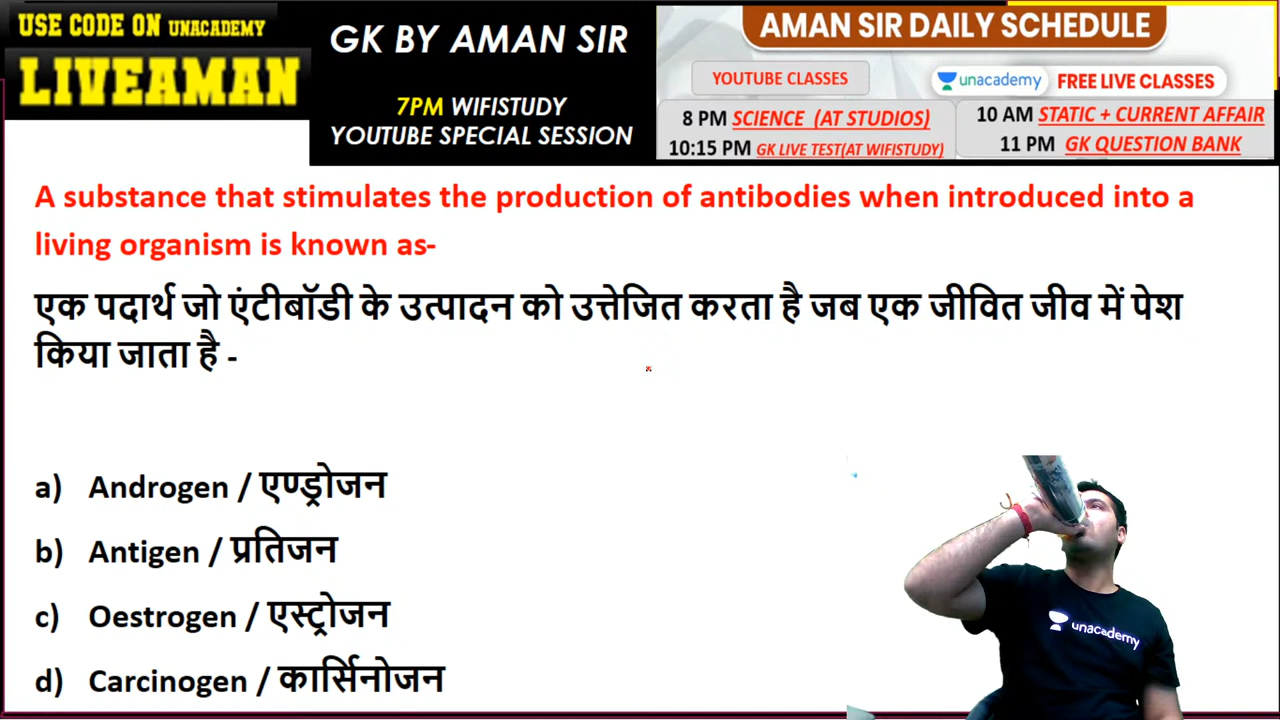 USE CODE ON UNACADEMY
LIVEAMAN
GK BY AMAN SIR
7PM WIFISTUDY
YOUTUBE SPECIAL SESSION
AMAN SIR DAILY SCHEDULE
YOUTUBE CLASSES
unacademy FREE LIVE CLASSES
8 PM SCIENCE (AT STUDIOS)
10:15 PM GK LIVE TEST(AT WIFISTUDY)
10 AM STATIC + CURRENT AFFAIR
11 PM GK QUESTION BANK
A substance that stimulates the production of antibodies when introduced into a
living organism is known as-
एक पदार्थ जो एंटीबॉडी के उत्पादन को उत्तेजित करता है जब एक जीवित जीव में पेश
किया जाता है -
a) Androgen / एण्ड्रोजन
b) Antigen / प्रतिजन
c) Oestrogen / एस्ट्रोजन
d) Carcinogen / कार्सिनोजन
unacademy